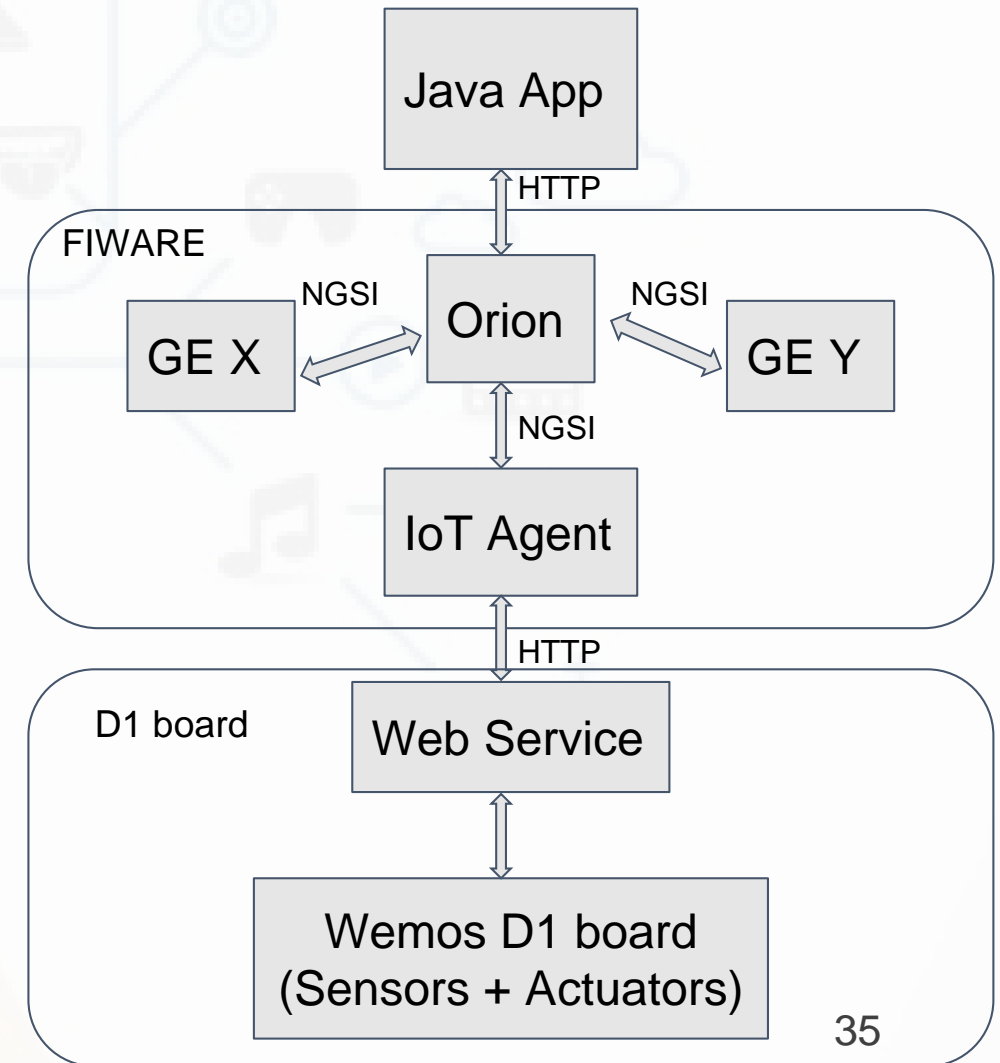 Java App
HTTP
FIWARE
NGSI
NGSI
GE X
Orion
GE Y
NGSI
IoT Agent
HTTP
D1 board
Web Service
Wemos D1 board
(Sensors + Actuators)
35